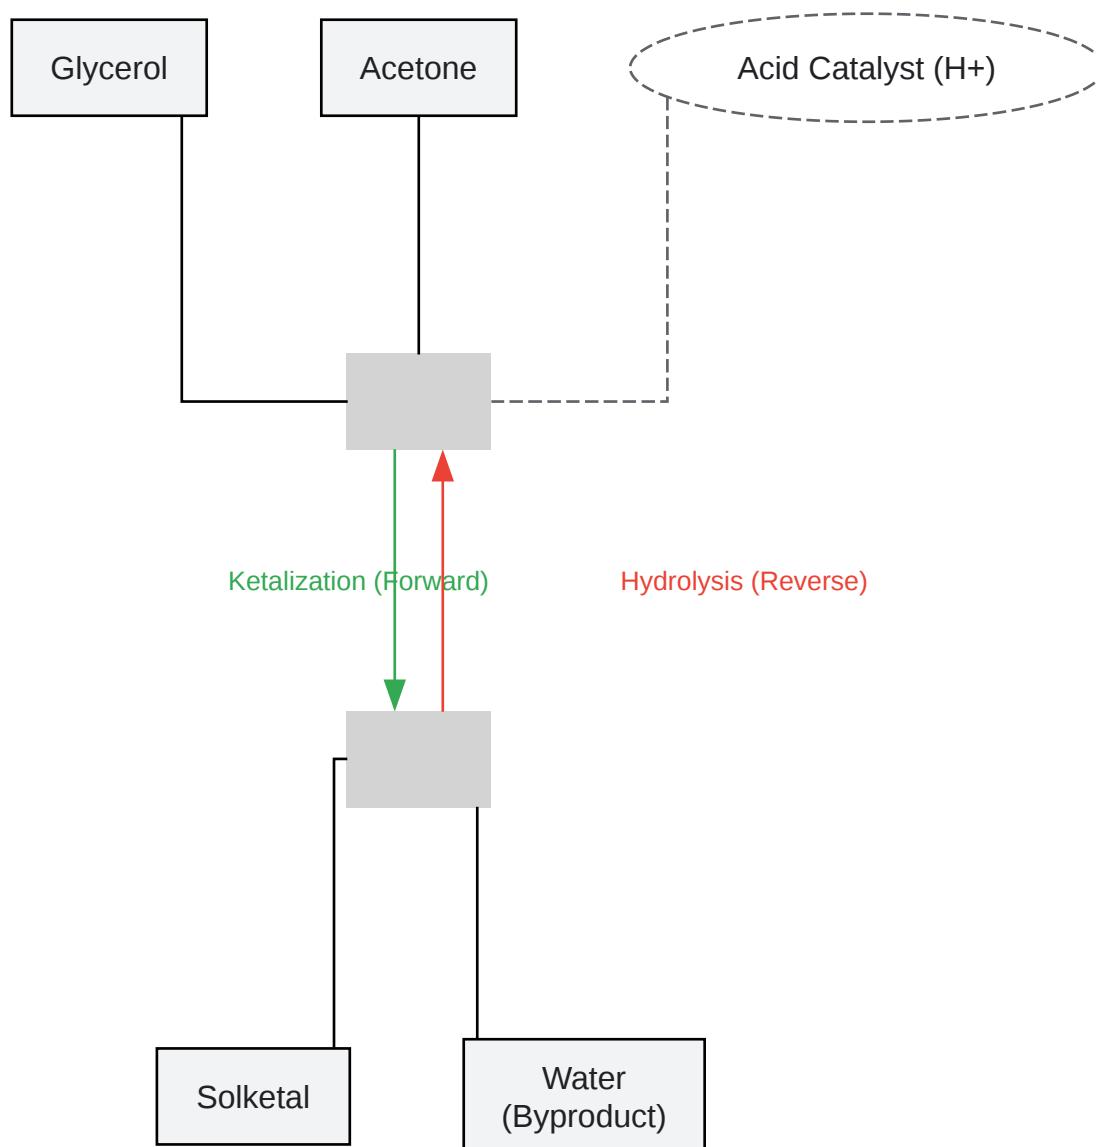 Glycerol
Acetone
Acid Catalyst (H+)
Ketalization (Forward)
Hydrolysis (Reverse)
Solketal
Water
(Byproduct)